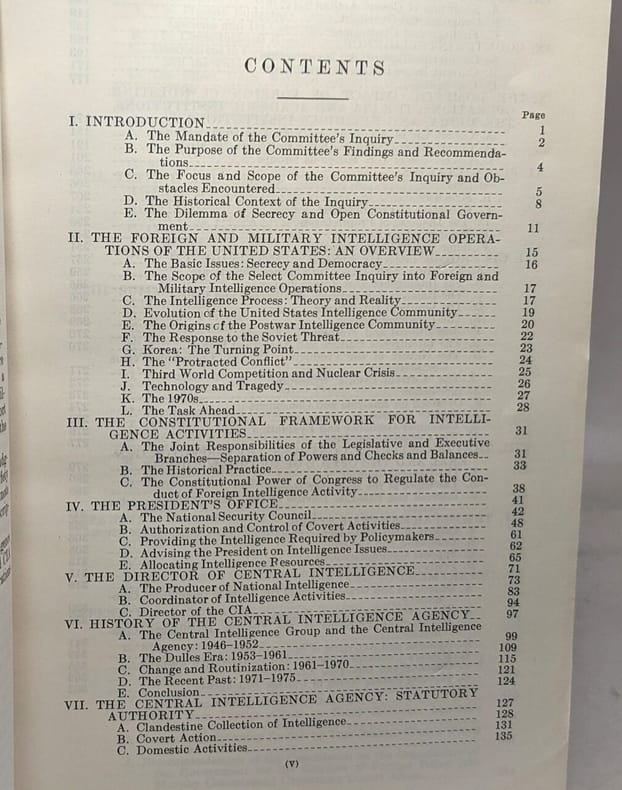 CONTENTS
Page
I. INTRODUCTION 1
A. The Mandate of the Committee's Inquiry 2
B. The Purpose of the Committee's Findings and Recommenda-
tions 4
C. The Focus and Scope of the Committee's Inquiry and Ob-
stacles Encountered 5
D. The Historical Context of the Inquiry 8
E. The Dilemma of Secrecy and Open Constitutional Govern-
ment 11
II. THE FOREIGN AND MILITARY INTELLIGENCE OPERA-
TIONS OF THE UNITED STATES: AN OVERVIEW 15
A. The Basic Issues: Secrecy and Democracy 16
B. The Scope of the Select Committee Inquiry into Foreign and
Military Intelligence Operations 17
C. The Intelligence Process: Theory and Reality 17
D. Evolution of the United States Intelligence Community 19
E. The Origins of the Postwar Intelligence Community 20
F. The Response to the Soviet Threat 22
G. Korea: The Turning Point 23
H. The "Protracted Conflict" 24
I. Third World Competition and Nuclear Crisis 25
J. Technology and Tragedy 26
K. The 1970s 27
L. The Task Ahead 28
III. THE CONSTITUTIONAL FRAMEWORK FOR INTELLI-
GENCE ACTIVITIES 31
A. The Joint Responsibilities of the Legislative and Executive
Branches—Separation of Powers and Checks and Balances 31
B. The Historical Practice 33
C. The Constitutional Power of Congress to Regulate the Con-
duct of Foreign Intelligence Activity 38
IV. THE PRESIDENT'S OFFICE 41
A. The National Security Council 42
B. Authorization and Control of Covert Activities 48
C. Providing the Intelligence Required by Policymakers 61
D. Advising the President on Intelligence Issues 62
E. Allocating Intelligence Resources 65
V. THE DIRECTOR OF CENTRAL INTELLIGENCE 71
A. The Producer of National Intelligence 73
B. Coordinator of Intelligence Activities 83
C. Director of the CIA 94
VI. HISTORY OF THE CENTRAL INTELLIGENCE AGENCY 97
A. The Central Intelligence Group and the Central Intelligence
Agency: 1946–1952 99
B. The Dulles Era: 1953–1961 109
C. Change and Routinization: 1961–1970 115
D. The Recent Past: 1971–1975 121
E. Conclusion 124
VII. THE CENTRAL INTELLIGENCE AGENCY: STATUTORY
AUTHORITY 127
A. Clandestine Collection of Intelligence 128
B. Covert Action 131
C. Domestic Activities 135
(V)